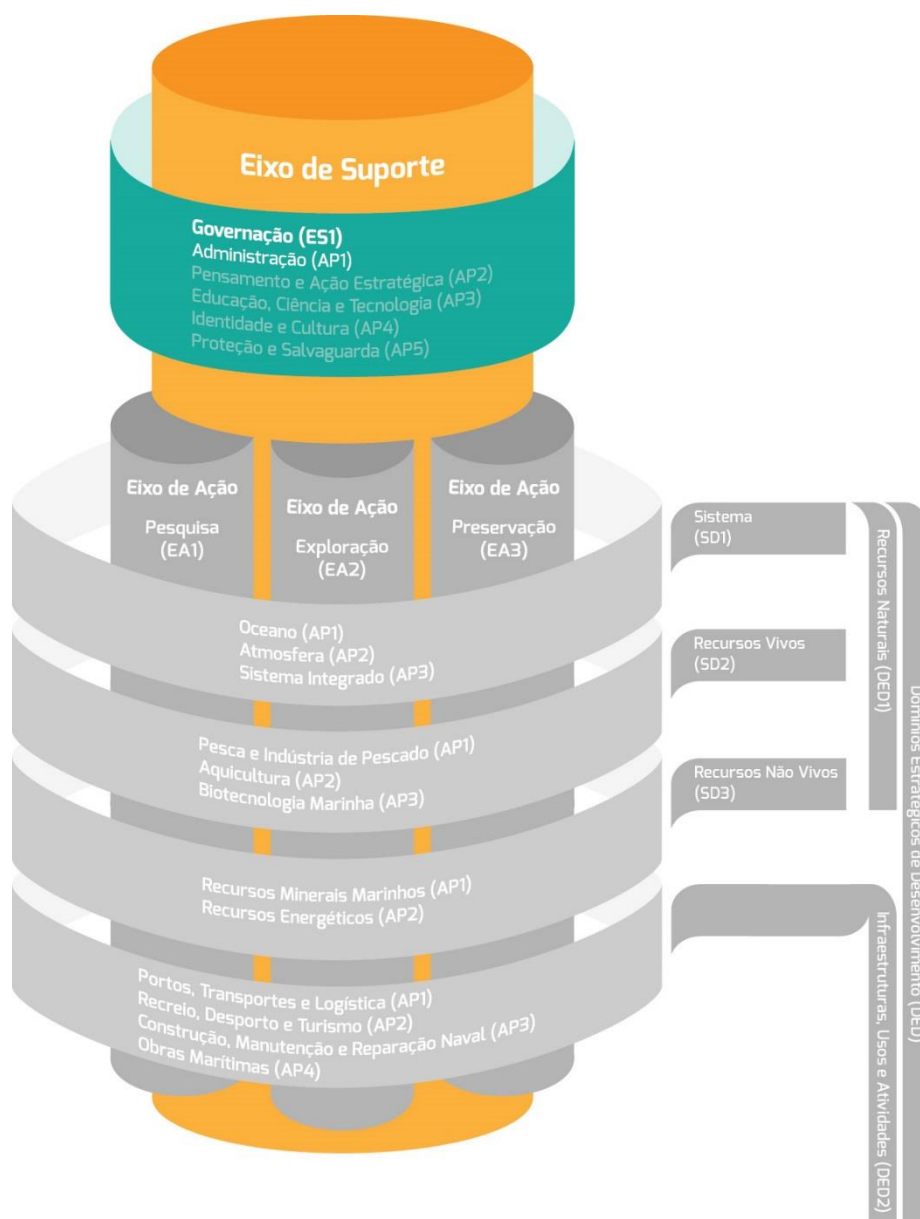 Eixo de Suporte
Governação (ES1)
Administração (AP1)
Pensamento e Ação Estratégica (AP2)
Educação, Ciência e Tecnologia (AP3)
Identidade e Cultura (AP4)
Proteção e Salvaguarda (AP5)
Eixo de Ação
Pesquisa
(EA1)
Eixo de Ação
Exploração
(EA2)
Eixo de Ação
Preservação
(EA3)
Oceano (AP1)
Atmosfera (AP2)
Sistema Integrado (AP3)
Pesca e Indústria de Pescado (AP1)
Aquicultura (AP2)
Biotecnologia Marinha (AP3)
Recursos Minerais Marinhos (AP1)
Recursos Energéticos (AP2)
Portos, Transportes e Logística (AP1)
Recreio, Desporto e Turismo (AP2)
Construção, Manutenção e Reparação Naval (AP3)
Obras Marítimas (AP4)
Sistema
(SD1)
Recursos Vivos
(SD2)
Recursos Não Vivos
(SD3)
Recursos Naturais (DED1)
Infraestruturas, Usos e Atividades (DED2)
Domínios Estratégicos de Desenvolvimento (DED)